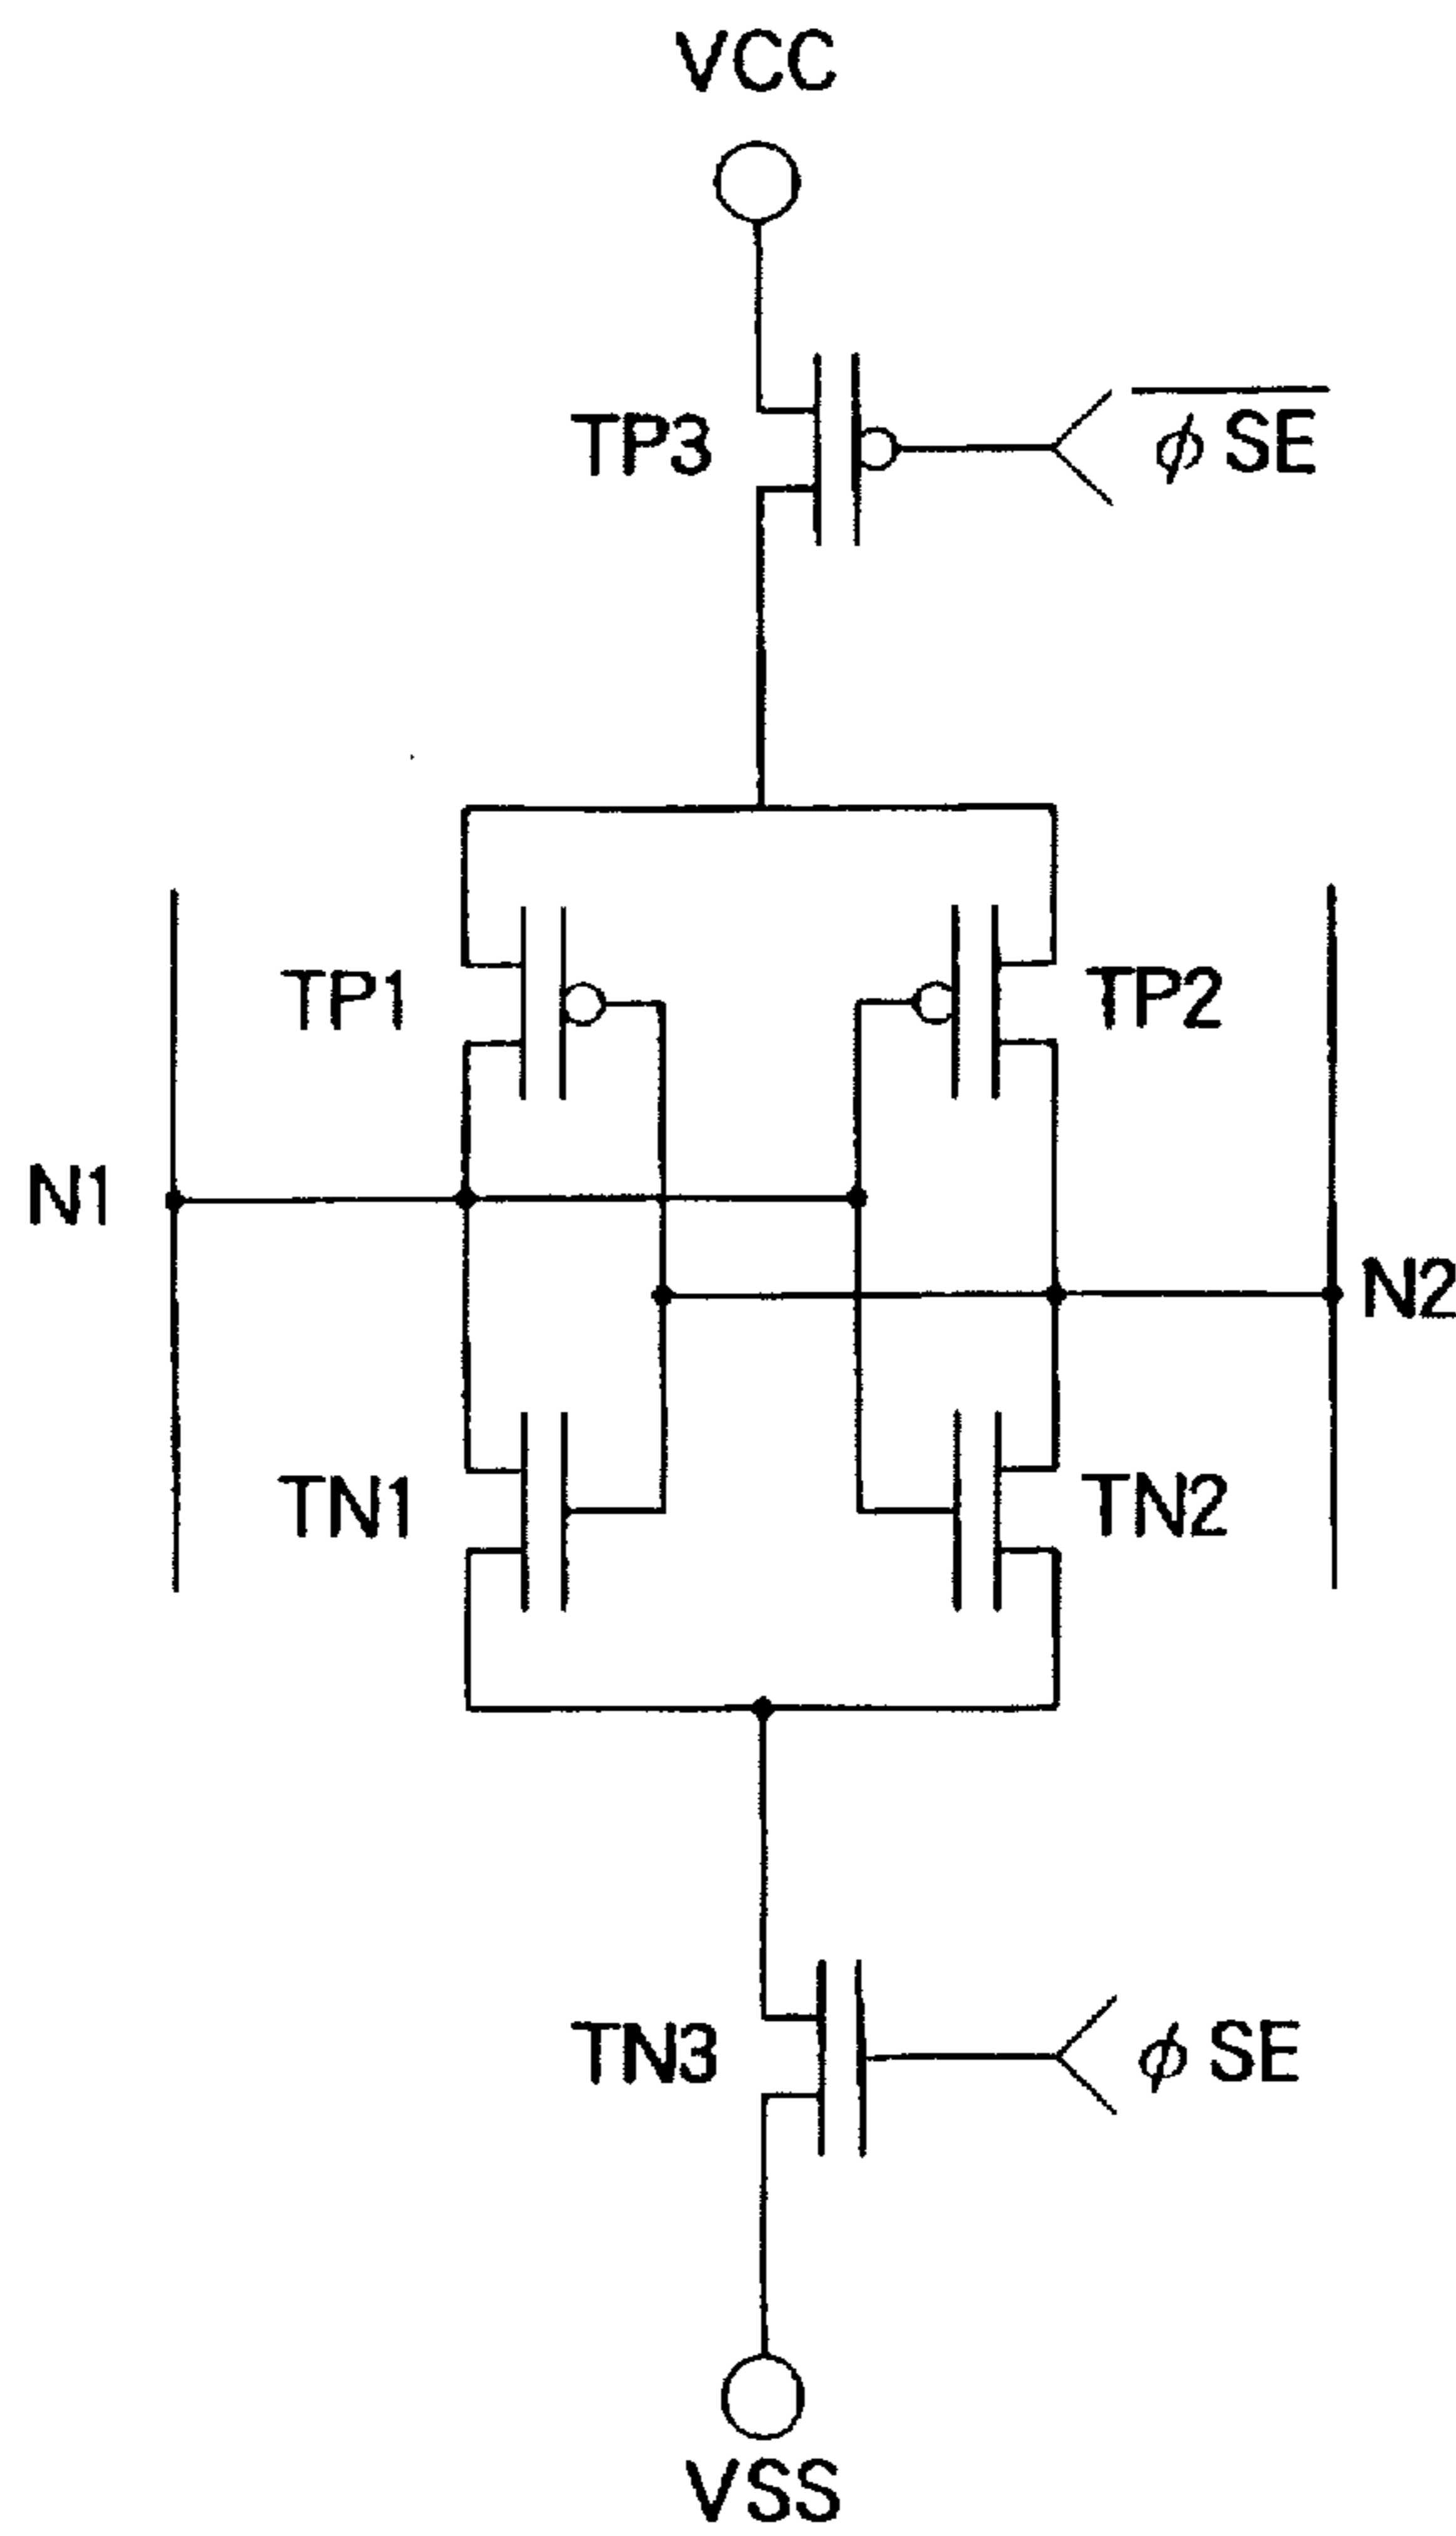 VCC
TP3
φSE
TP1
TP2
N1
N2
TN1
TN2
TN3
φSE
VSS